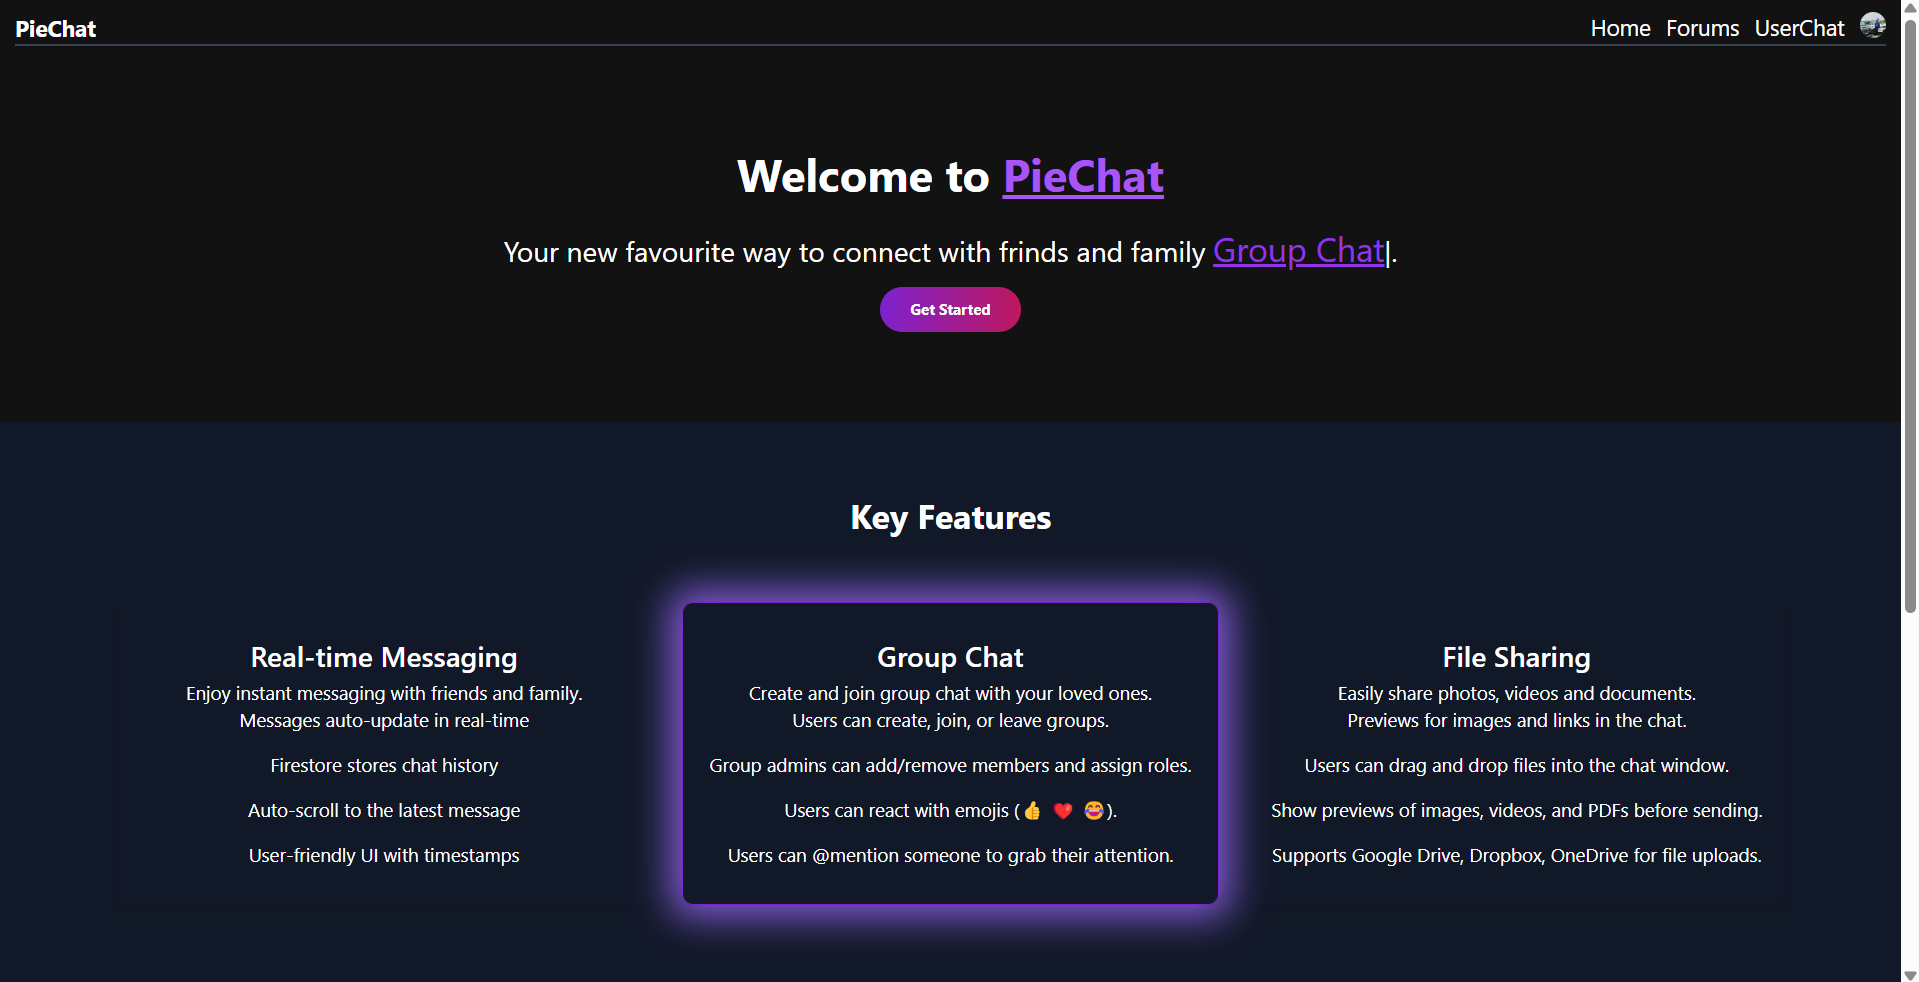 PieChat
Home Forums UserChat
Welcome to PieChat
Your new favourite way to connect with frinds and family Group Chat|.
Get Started
Key Features
Real-time Messaging
Enjoy instant messaging with friends and family.
Messages auto-update in real-time
Firestore stores chat history
Auto-scroll to the latest message
User-friendly UI with timestamps
Group Chat
Create and join group chat with your loved ones.
Users can create, join, or leave groups.
Group admins can add/remove members and assign roles.
Users can react with emojis (👍 ❤️ 😂).
Users can @mention someone to grab their attention.
File Sharing
Easily share photos, videos and documents.
Previews for images and links in the chat.
Users can drag and drop files into the chat window.
Show previews of images, videos, and PDFs before sending.
Supports Google Drive, Dropbox, OneDrive for file uploads.